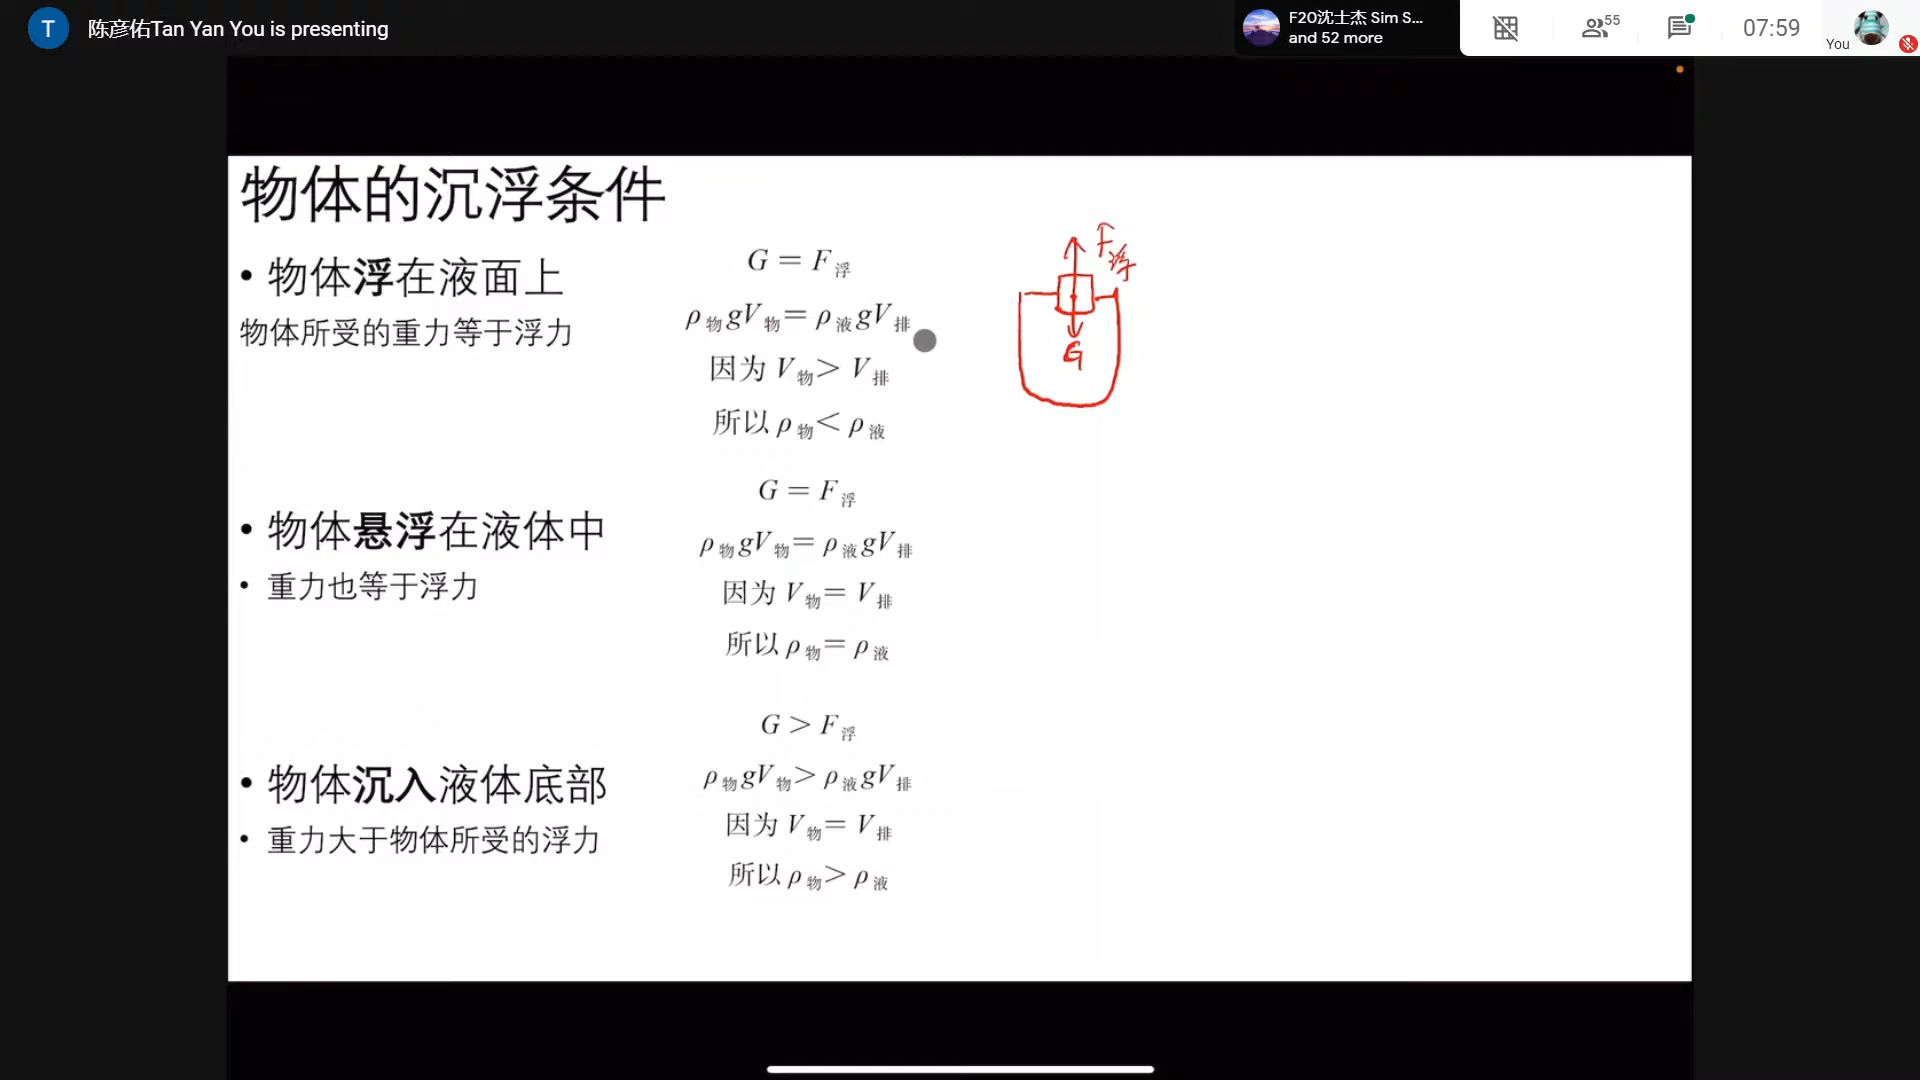 T 陈彦佑Tan Yan You is presenting
F20沈士杰 Sim S...
and 52 more
55
07:59
You
物体的沉浮条件
• 物体浮在液面上
物体所受的重力等于浮力
G = F浮
ρ物gV物= ρ液gV排
因为 V物> V排
所以 ρ物< ρ液
F浮
G
• 物体悬浮在液体中
• 重力也等于浮力
G = F浮
ρ物gV物= ρ液gV排
因为 V物= V排
所以 ρ物= ρ液
• 物体沉入液体底部
• 重力大于物体所受的浮力
G > F浮
ρ物gV物> ρ液gV排
因为 V物= V排
所以 ρ物> ρ液